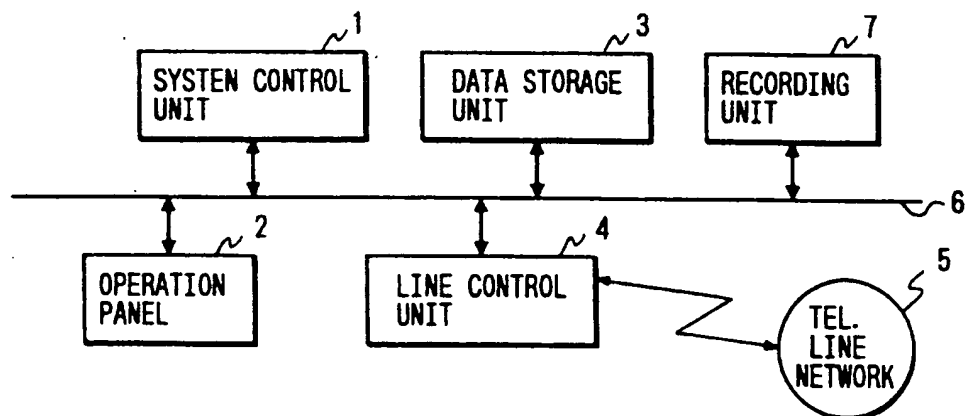 1
SYSTEN CONTROL
UNIT
3
DATA STORAGE
UNIT
7
RECORDING
UNIT
6
2
OPERATION
PANEL
4
LINE CONTROL
UNIT
5
TEL.
LINE
NETWORK